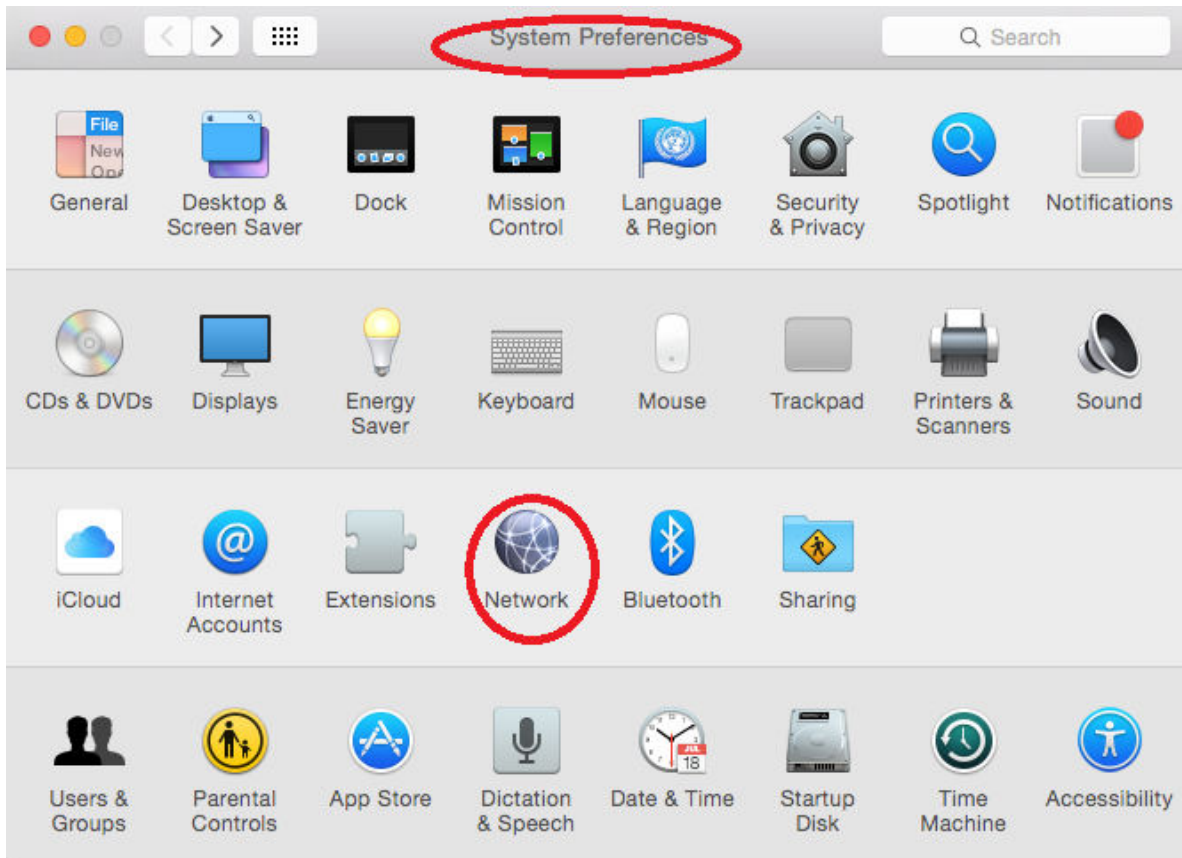 System Preferences
Search
File
New
Ope
General
Desktop &
Screen Saver
Dock
Mission
Control
Language
& Region
Security
& Privacy
Spotlight
Notifications
CDs & DVDs
Displays
Energy
Saver
Keyboard
Mouse
Trackpad
Printers &
Scanners
Sound
@
iCloud
Internet
Accounts
Extensions
Network
Bluetooth
Sharing
JUL
18
Users &
Groups
Parental
Controls
App Store
Dictation
& Speech
Date & Time
Startup
Disk
Time
Machine
Accessibility